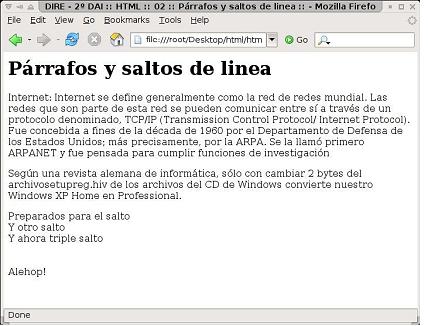 DIRE - 2º DAI :: HTML :: 02 :: Párrafos y saltos de linea :: - Mozilla Firefo
File Edit View Go Bookmarks Tools Help
file:///root/Desktop/html/htm Go
Párrafos y saltos de linea
Internet: Internet se define generalmente como la red de redes mundial. Las
redes que son parte de esta red se pueden comunicar entre sí a través de un
protocolo denominado, TCP/IP (Transmission Control Protocol/ Internet Protocol).
Fue concebida a fines de la década de 1960 por el Departamento de Defensa de
los Estados Unidos; más precisamente, por la ARPA. Se la llamó primero
ARPANET y fue pensada para cumplir funciones de investigación
Según una revista alemana de informática, sólo con cambiar 2 bytes del
archivosetupreg.hiv de los archivos del CD de Windows convierte nuestro
Windows XP Home en Professional.
Preparados para el salto
Y otro salto
Y ahora triple salto
Alehop!
Done